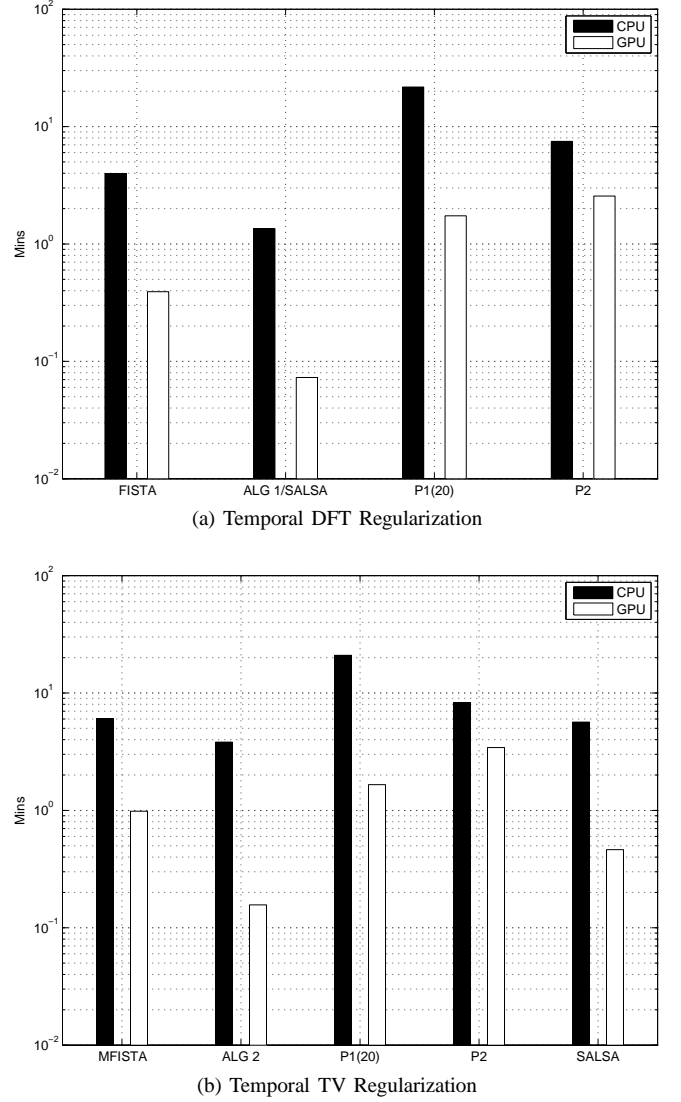 10^2
CPU
GPU
10^1
10^0
Mins
10^−1
10^−2
FISTA ALG 1/SALSA P1(20) P2
(a) Temporal DFT Regularization
10^2
CPU
GPU
10^1
10^0
Mins
10^−1
10^−2
MFISTA ALG 2 P1(20) P2 SALSA
(b) Temporal TV Regularization